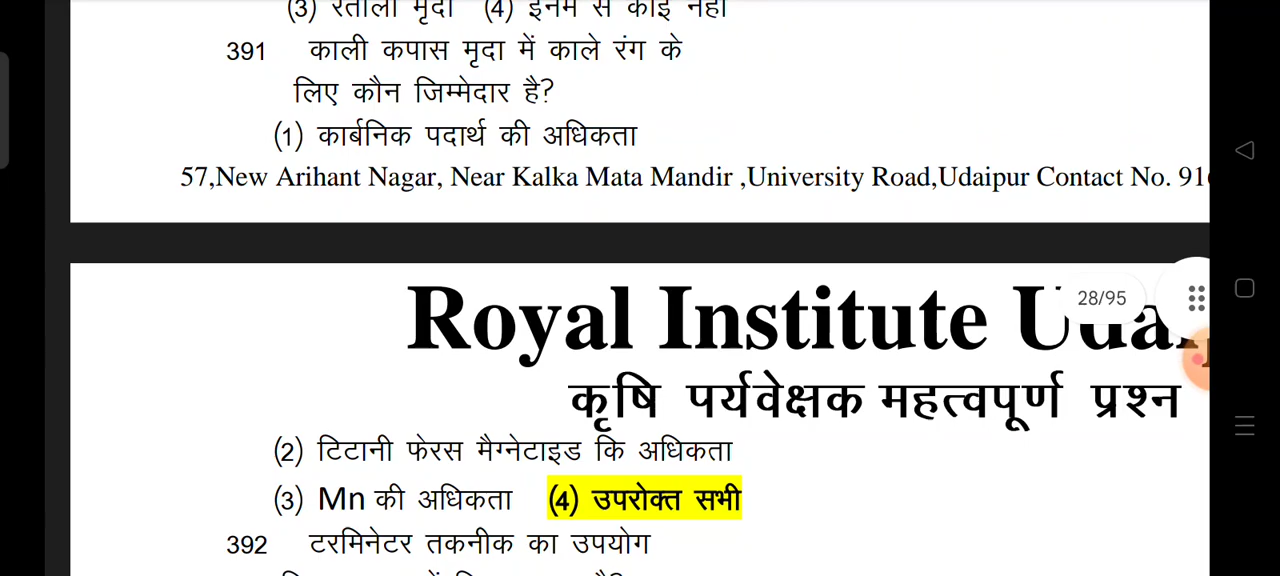 (3) रेतीली मृदा (4) इनमें से कोई नहीं
391 काली कपास मृदा में काले रंग के
लिए कौन जिम्मेदार है?
(1) कार्बनिक पदार्थ की अधिकता
57,New Arihant Nagar, Near Kalka Mata Mandir ,University Road,Udaipur Contact No. 91
28/95
Royal Institute
कृषि पर्यवेक्षक महत्वपूर्ण प्रश्न
(2) टिटानी फेरस मैग्नेटाइड कि अधिकता
(3) Mn की अधिकता (4) उपरोक्त सभी
392 टरमिनेटर तकनीक का उपयोग